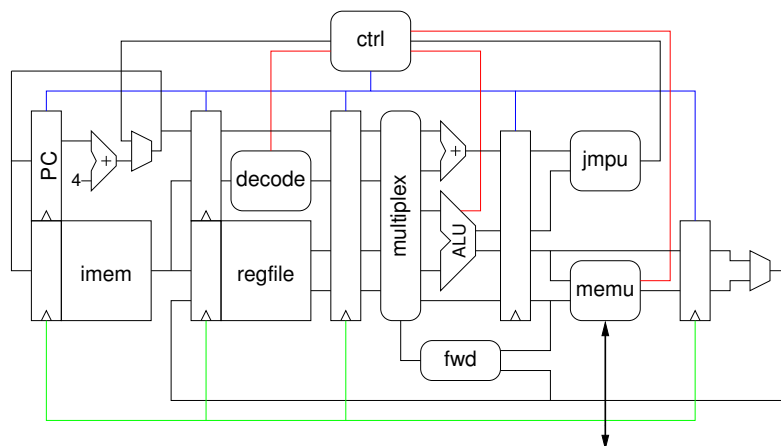 ctrl
PC
4
+
decode
multiplex
+
jmpu
ALU
imem
regfile
memu
fwd